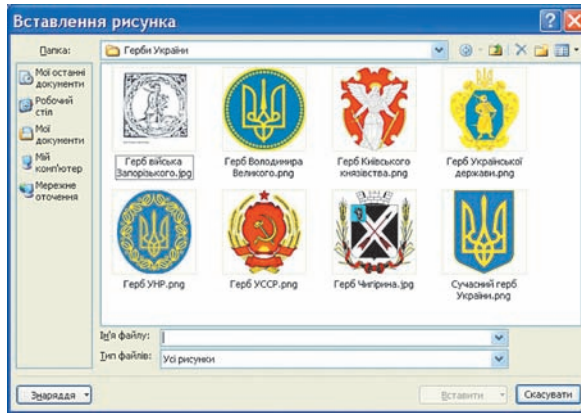 Вставлення рисунка
Папка:
Герби України
Мої останні
документи
Робочий
стіл
Мої
документи
Мій
комп'ютер
Мережне
оточення
Герб війська
Запорізького.jpg
Герб Володимира
Великого.png
Герб Київського
князівства.png
Герб Української
держави.png
Герб УНР.png
Герб УССР.png
Герб Чигірина.jpg
Сучасний герб
України.png
Ім'я файлу:
Тип файлів:
Усі рисунки
Знаряддя
Вставити
Скасувати